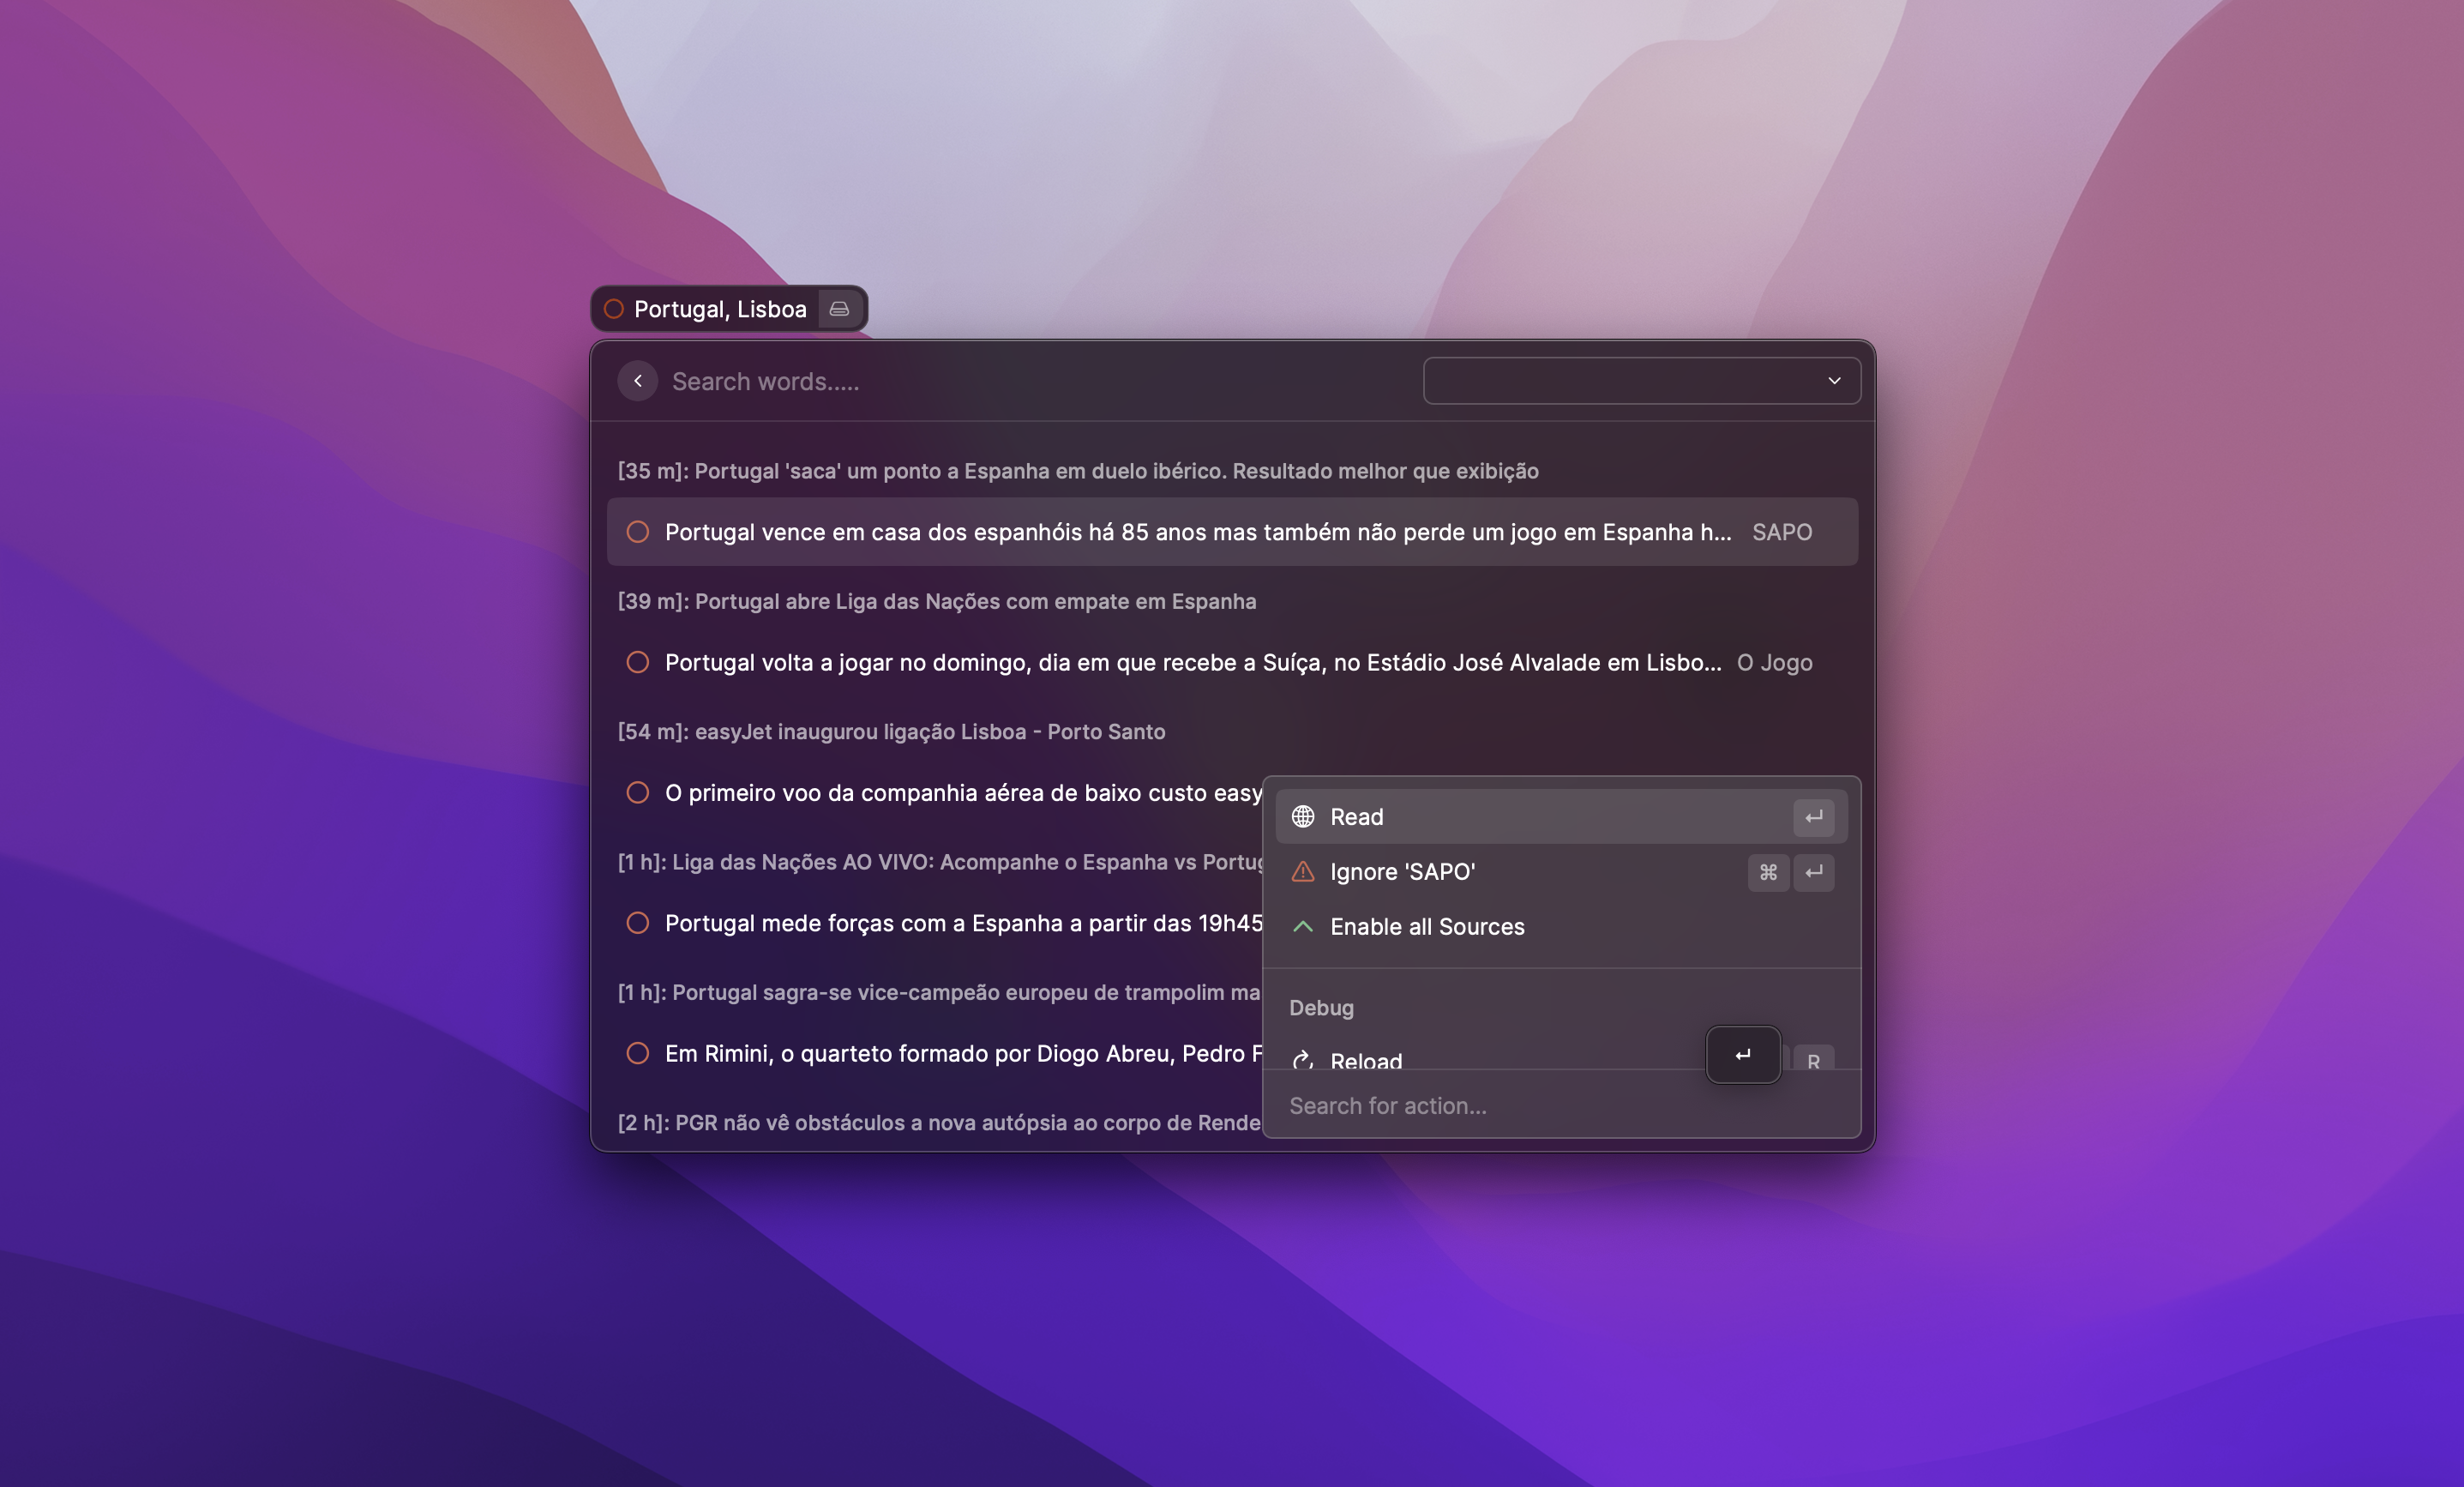 Portugal, Lisboa
Search words.....
[35 m]: Portugal 'saca' um ponto a Espanha em duelo ibérico. Resultado melhor que exibição
Portugal vence em casa dos espanhóis há 85 anos mas também não perde um jogo em Espanha h... SAPO
[39 m]: Portugal abre Liga das Nações com empate em Espanha
Portugal volta a jogar no domingo, dia em que recebe a Suíça, no Estádio José Alvalade em Lisbo... O Jogo
[54 m]: easyJet inaugurou ligação Lisboa - Porto Santo
O primeiro voo da companhia aérea de baixo custo easy
[1 h]: Liga das Nações AO VIVO: Acompanhe o Espanha vs Portug
Portugal mede forças com a Espanha a partir das 19h45
[1 h]: Portugal sagra-se vice-campeão europeu de trampolim ma
Em Rimini, o quarteto formado por Diogo Abreu, Pedro F
[2 h]: PGR não vê obstáculos a nova autópsia ao corpo de Rende
Read ↵
Ignore 'SAPO' ⌘ ↵
Enable all Sources
Debug
Reload R
↵
Search for action...